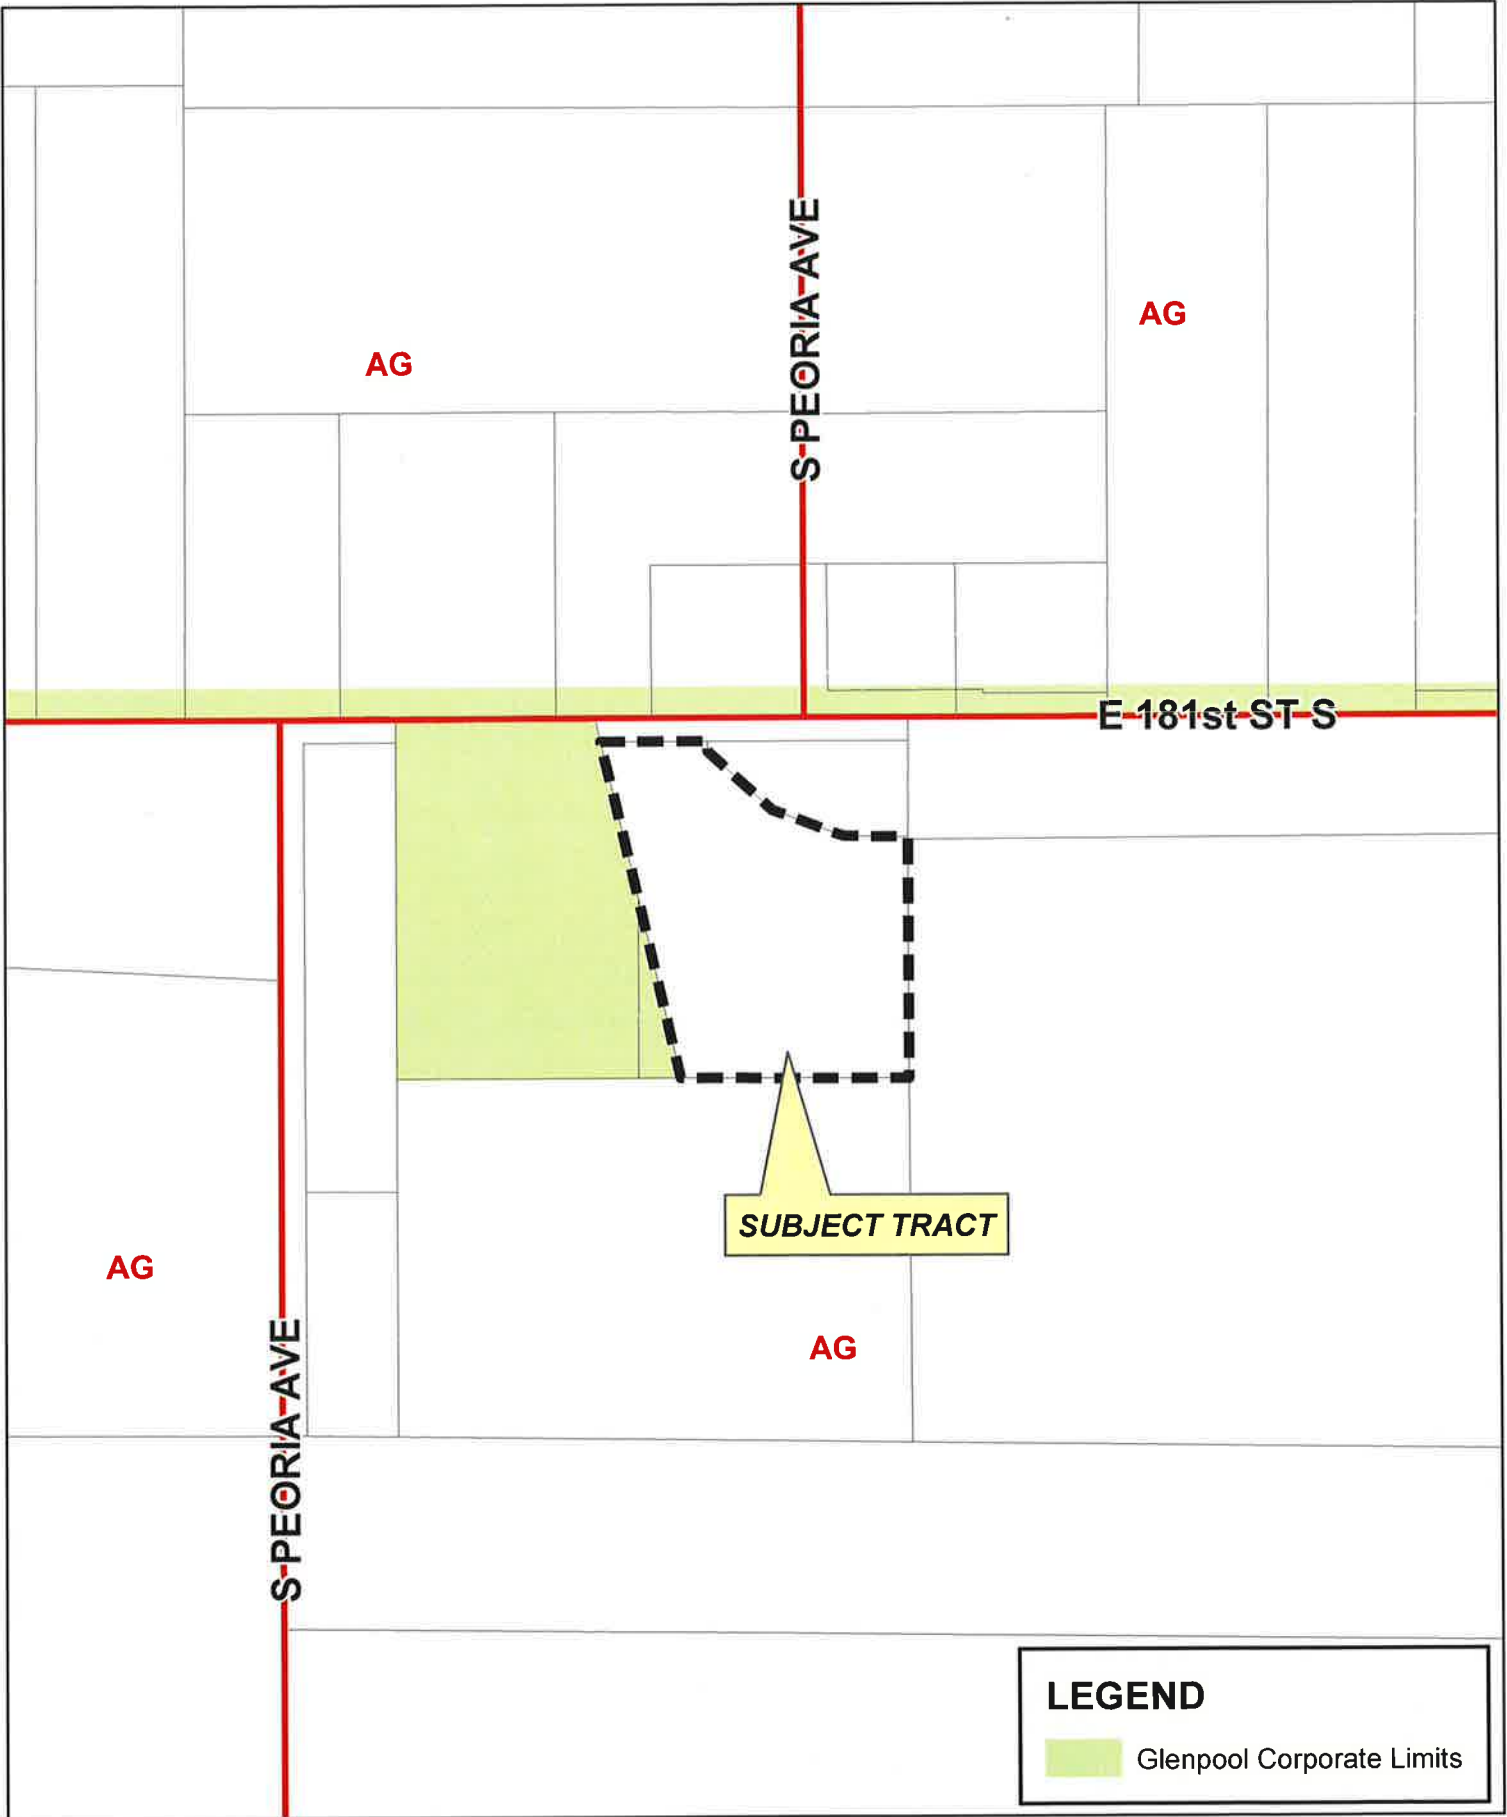 S PEORIA AVE
AG
AG
E 181st ST S
SUBJECT TRACT
AG
AG
S PEORIA AVE
LEGEND
Glenpool Corporate Limits